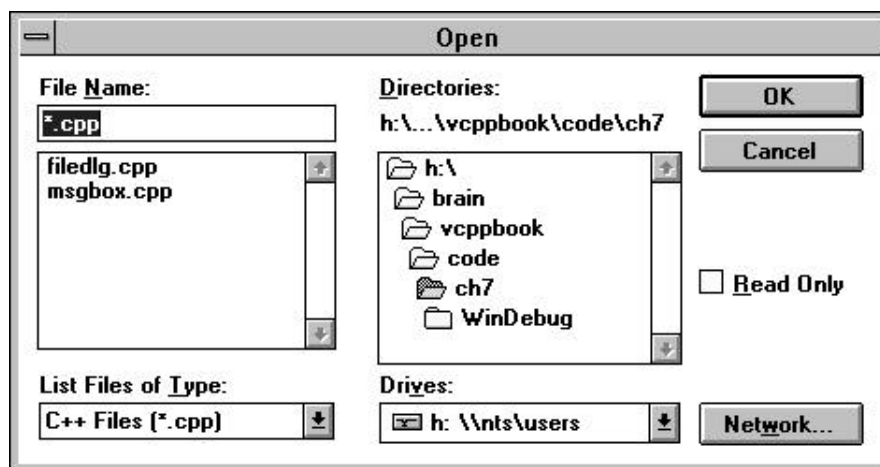 Open
File Name:
*.cpp
filedlg.cpp
msgbox.cpp
List Files of Type:
C++ Files (*.cpp)
Directories:
h:\...\vcppbook\code\ch7
h:\
brain
vcppbook
code
ch7
WinDebug
Drives:
h: \\nts\users
OK
Cancel
Read Only
Network...